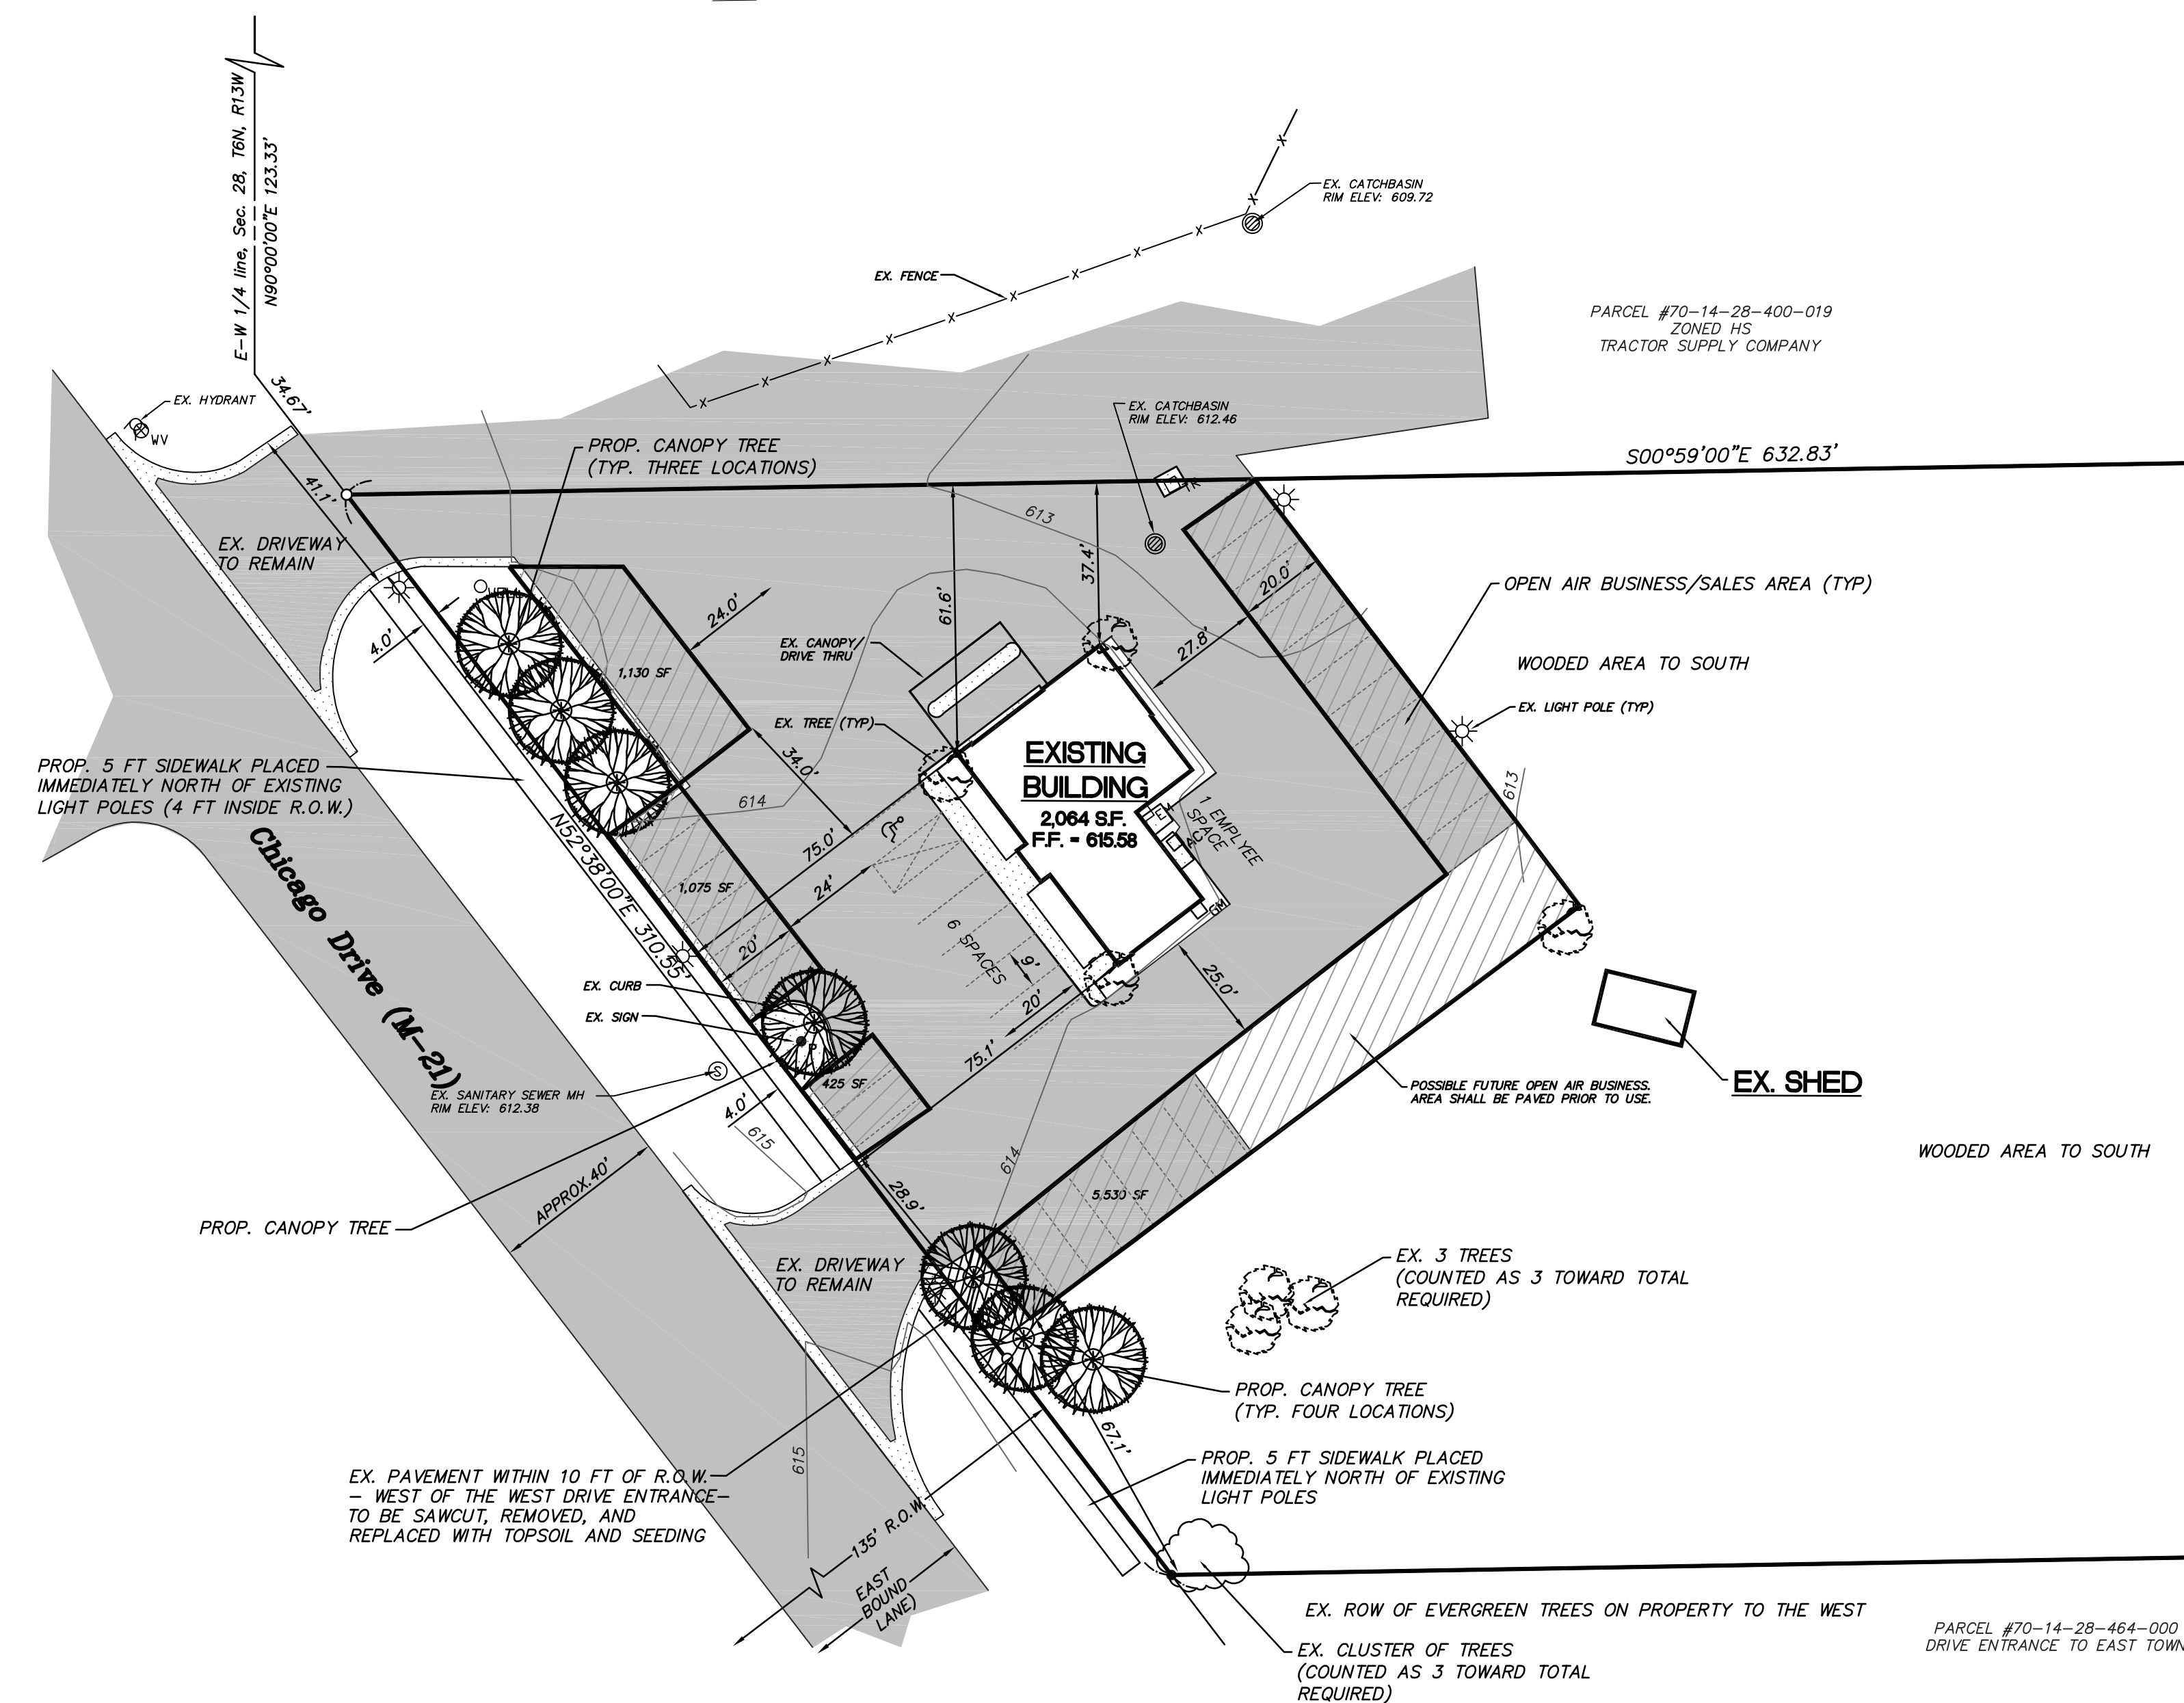 E-W 1/4 line, Sec. 28, T6N, R13W
N90°00'00"E 123.33'
34.67'
EX. CATCHBASIN
RIM ELEV: 609.72
EX. FENCE
PARCEL #70-14-28-400-019
ZONED HS
TRACTOR SUPPLY COMPANY
EX. HYDRANT
WV
EX. CATCHBASIN
RIM ELEV: 612.46
PROP. CANOPY TREE
(TYP. THREE LOCATIONS)
S00°59'00"E 632.83'
41.1'
TR
613
EX. DRIVEWAY
TO REMAIN
37.4'
61.6'
20.0'
OPEN AIR BUSINESS/SALES AREA (TYP)
24.0'
4.0'
27.8'
EX. CANOPY/
DRIVE THRU
WOODED AREA TO SOUTH
1,130 SF
EX. LIGHT POLE (TYP)
EX. TREE (TYP)
34.0'
EXISTING
BUILDING
2,064 S.F.
F.F. = 615.58
PROP. 5 FT SIDEWALK PLACED
IMMEDIATELY NORTH OF EXISTING
LIGHT POLES (4 FT INSIDE R.O.W.)
614
613
E
AC
1 EMPLYEE
SPACE
75.0'
N52°38'00"E 310.55'
Chicago Drive (M-21)
1,075 SF
24'
GM
20'
6 SPACES
9'
20'
25.0'
EX. CURB
EX. SIGN
P
75.1'
EX. SANITARY SEWER MH
RIM ELEV: 612.38
S
425 SF
4.0'
615
EX. SHED
POSSIBLE FUTURE OPEN AIR BUSINESS.
AREA SHALL BE PAVED PRIOR TO USE.
WOODED AREA TO SOUTH
614
APPROX.40'
28.9'
5,530 SF
PROP. CANOPY TREE
EX. DRIVEWAY
TO REMAIN
EX. 3 TREES
(COUNTED AS 3 TOWARD TOTAL
REQUIRED)
PROP. CANOPY TREE
(TYP. FOUR LOCATIONS)
67.1'
615
PROP. 5 FT SIDEWALK PLACED
IMMEDIATELY NORTH OF EXISTING
LIGHT POLES
EX. PAVEMENT WITHIN 10 FT OF R.O.W.
- WEST OF THE WEST DRIVE ENTRANCE-
TO BE SAWCUT, REMOVED, AND
REPLACED WITH TOPSOIL AND SEEDING
135' R.O.W.
EAST
BOUND
LANE)
EX. ROW OF EVERGREEN TREES ON PROPERTY TO THE WEST
PARCEL #70-14-28-464-000
DRIVE ENTRANCE TO EAST TOWN
EX. CLUSTER OF TREES
(COUNTED AS 3 TOWARD TOTAL
REQUIRED)